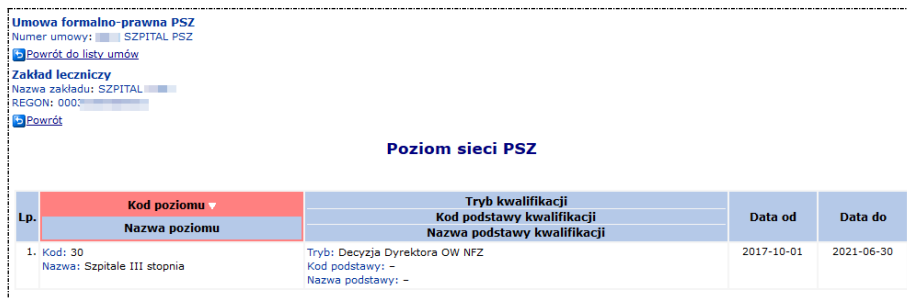 Umowa formalno-prawna PSZ
Numer umowy: SZPITAL PSZ
Powrót do listy umów
Zakład leczniczy
Nazwa zakładu: SZPITAL
REGON: 000
Powrót
Poziom sieci PSZ
Lp.
Kod poziomu
Nazwa poziomu
Tryb kwalifikacji
Kod podstawy kwalifikacji
Nazwa podstawy kwalifikacji
Data od
Data do
1. Kod: 30
Nazwa: Szpitale III stopnia
Tryb: Decyzja Dyrektora OW NFZ
Kod podstawy: –
Nazwa podstawy: –
2017-10-01
2021-06-30